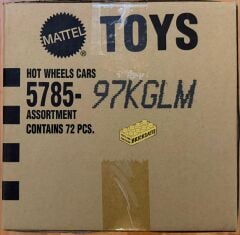 MATTEL TOYS
HOT WHEELS CARS
5785- 97KGLM
ASSORTMENT
CONTAINS 72 PCS.